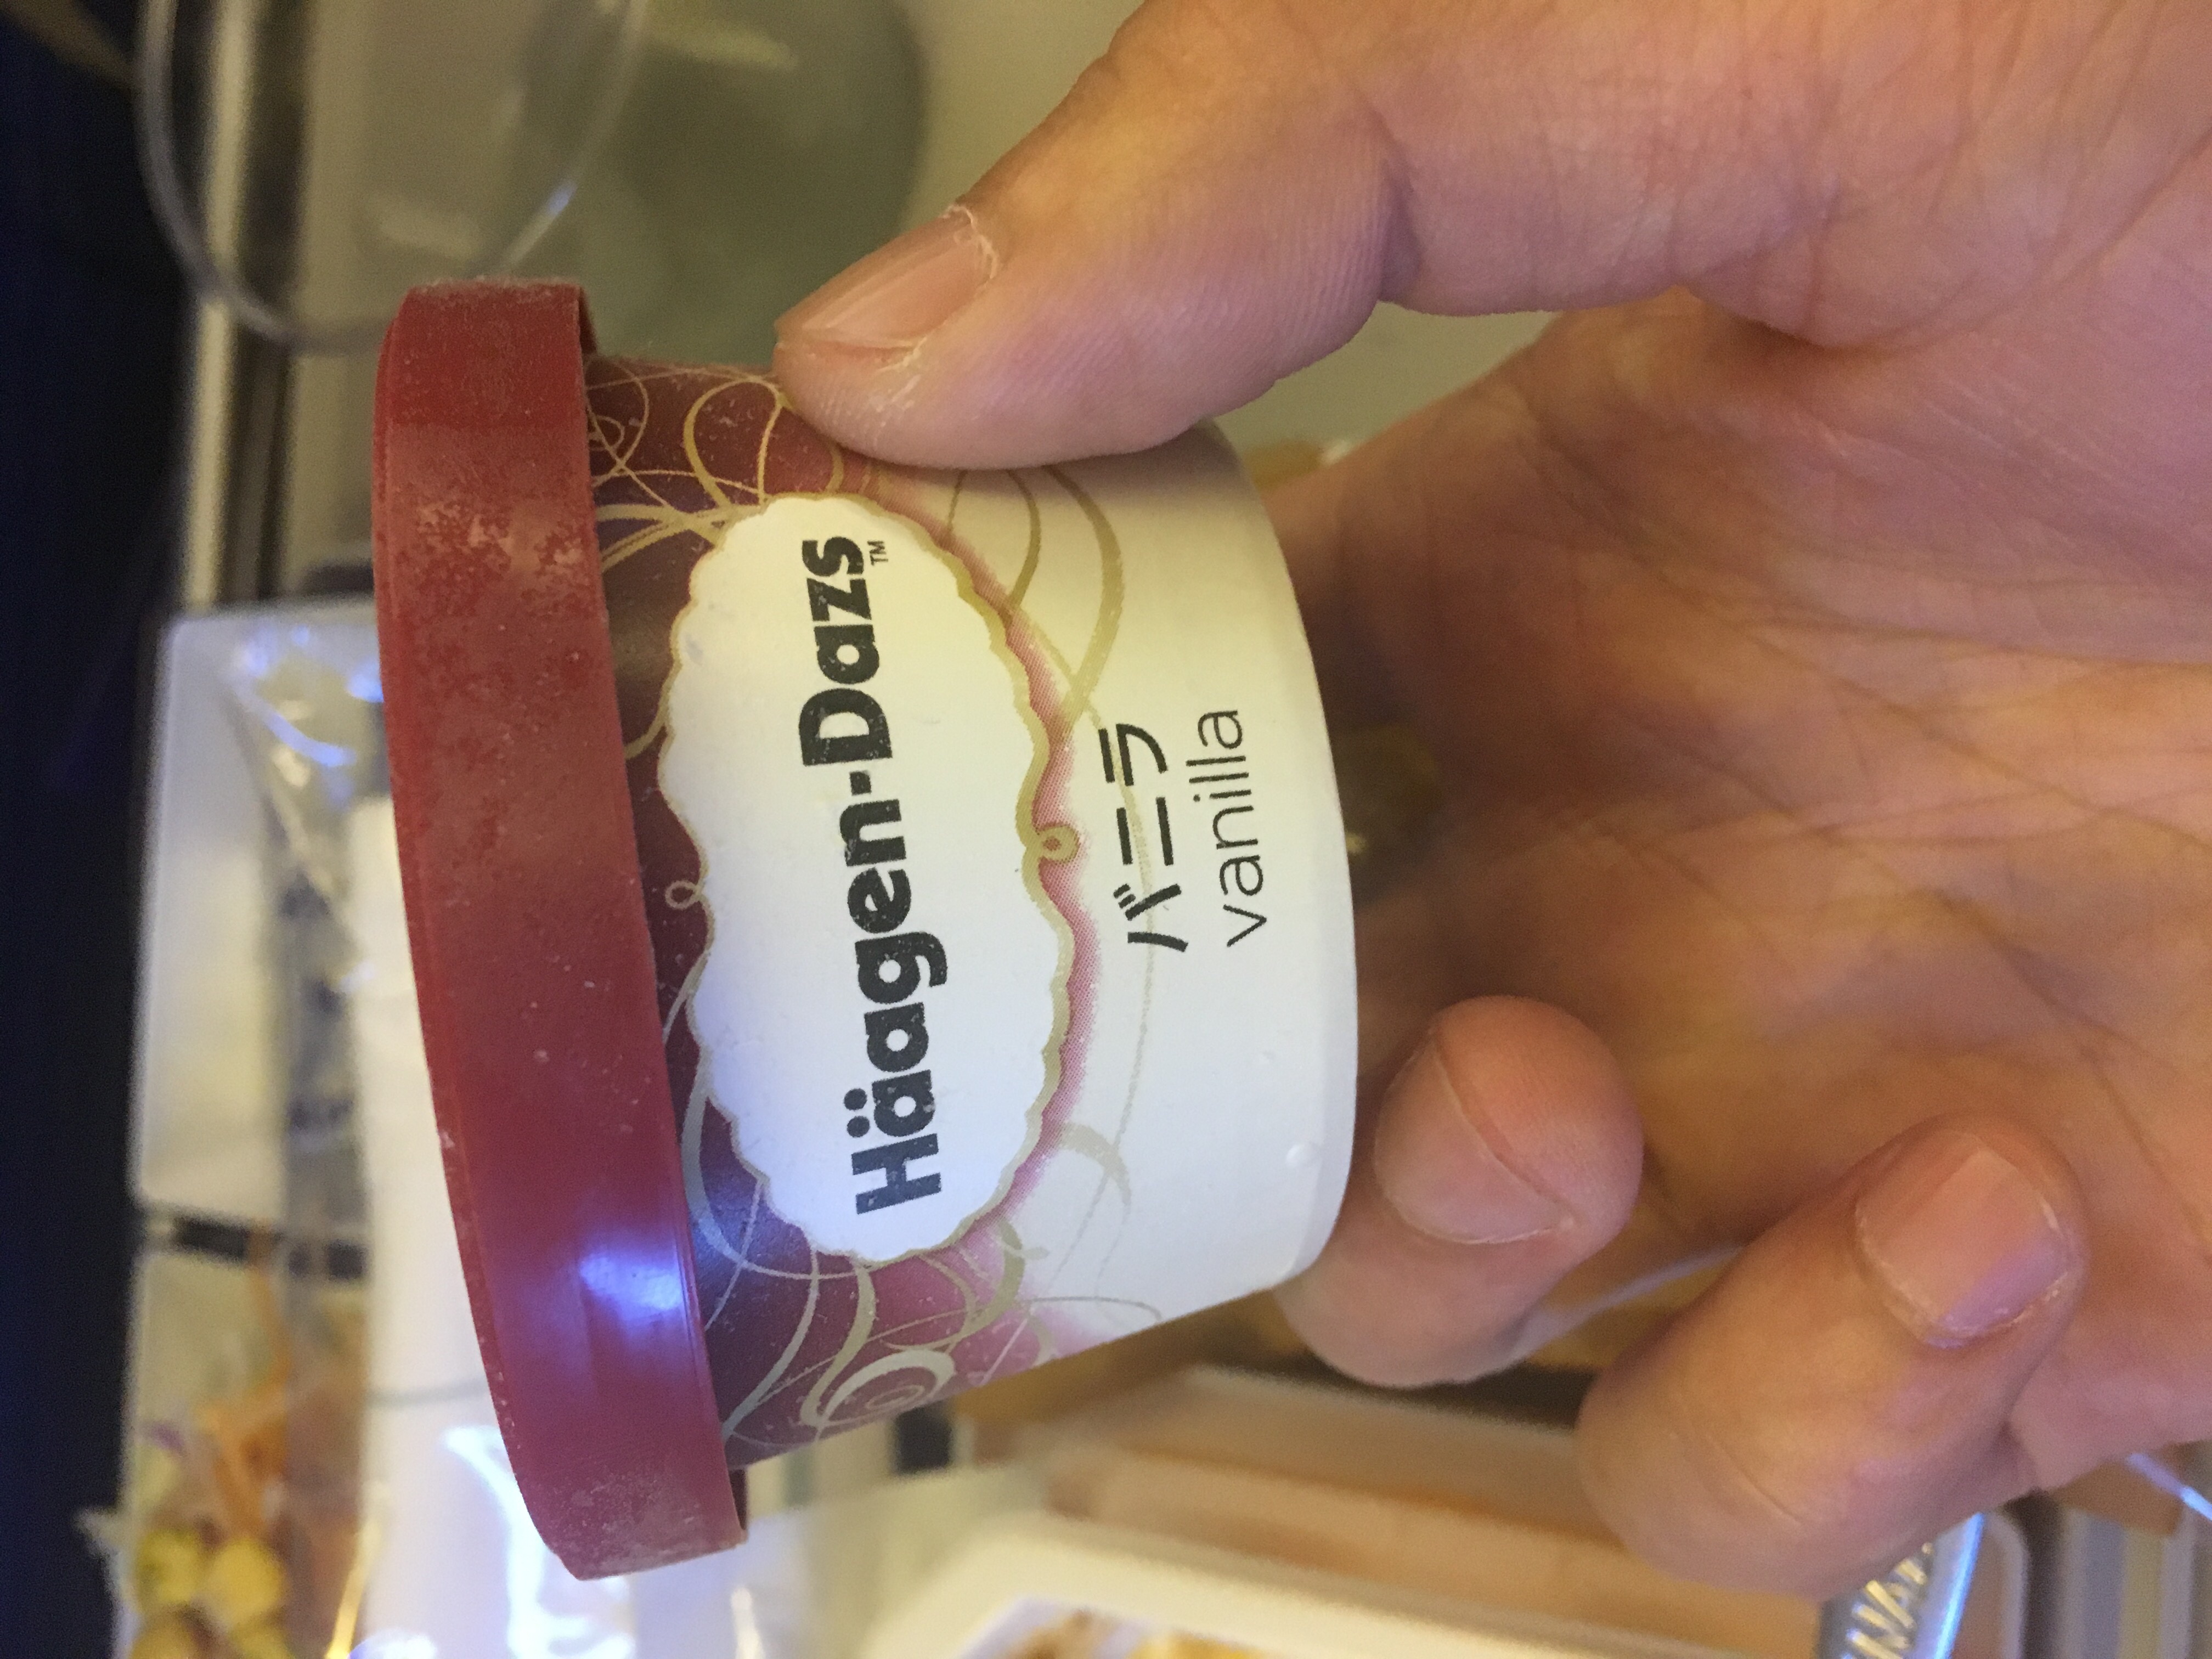 Häagen-Dazs™
バニラ
vanilla